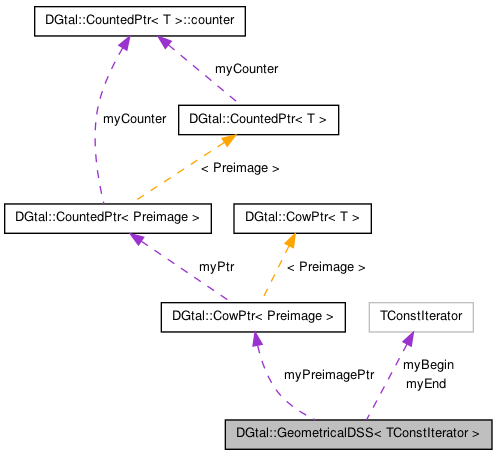 DGtal::CountedPtr< T >::counter
myCounter
myCounter
DGtal::CountedPtr< T >
< Preimage >
DGtal::CountedPtr< Preimage >
DGtal::CowPtr< T >
myPtr
< Preimage >
DGtal::CowPtr< Preimage >
TConstIterator
myPreimagePtr
myBegin
myEnd
DGtal::GeometricalDSS< TConstIterator >